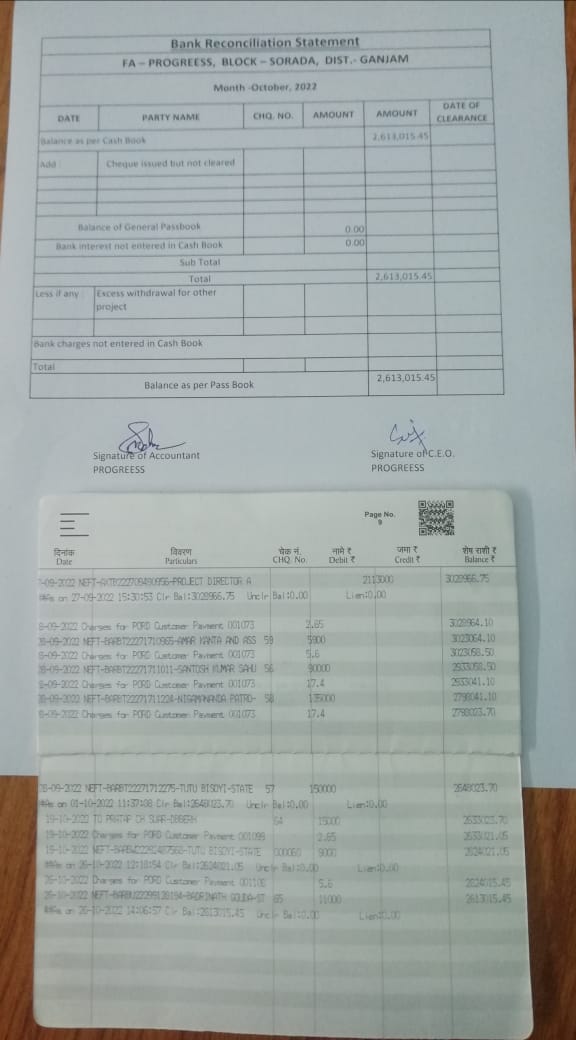 Bank Reconciliation Statement
FA – PROGREESS, BLOCK – SORADA, DIST.- GANJAM
Month -October, 2022
DATE PARTY NAME CHQ. NO. AMOUNT AMOUNT DATE OF CLEARANCE
Balance as per Cash Book 2,613,015.45
Add : Cheque issued but not cleared
Balance of General Passbook 0.00
Bank interest not entered in Cash Book 0.00
Sub Total
Total 2,613,015.45
Less if any : Excess withdrawal for other
project
Bank charges not entered in Cash Book
Total
Balance as per Pass Book 2,613,015.45
Signature of Accountant Signature of C.E.O.
PROGREESS PROGREESS
Page No.
9
दिनांक विवरण चेक नं. नामे ₹ जमा ₹ शेष राशी ₹
Date Particulars CHQ. No. Debit ₹ Credit ₹ Balance ₹
-09-2022 NEFT-AXTB222709490956-PROJECT DIRECTOR A 2113000 3028966.75
As on 27-09-2022 15:30:53 Clr Bal:3028966.75 Unclr Bal:0.00 Lien:0.00
8-09-2022 Charges for PORD Customer Payment 001073 2.65 3028964.10
28-09-2022 NEFT-BARBT22271710965-AMAR KANTA AND ASS 59 5900 3023064.10
8-09-2022 Charges for PORD Customer Payment 001073 5.6 3023058.50
28-09-2022 NEFT-BARBT22271711011-SANTOSH KUMAR SAHU 56 90000 2933058.50
8-09-2022 Charges for PORD Customer Payment 001073 17.4 2933041.10
28-09-2022 NEFT-BARBT22271711224-NIGAMANANDA PATRO- 58 135000 2798041.10
8-09-2022 Charges for PORD Customer Payment 001073 17.4 2798023.70
28-09-2022 NEFT-BARBT22271712275-TUTU BISOYI-STATE 57 150000 2648023.70
As on 01-10-2022 11:37:08 Clr Bal:2648023.70 Unclr Bal:0.00 Lien:0.00
19-10-2022 TO PRATAP CH SUAR-DBBERH 64 15000 2633023.70
19-10-2022 Charges for PORD Customer Payment 001099 2.65 2633021.05
19-10-2022 TUTU BISOYI-STATE 000060 9000 2624021.05
As on 26-10-2022 12:18:54 Clr Bal:2624021.05 Unclr Bal:0.00 Lien:0.00
26-10-2022 Charges for PORD Customer Payment 001106 5.6 2624015.45
26-10-2022 NEFT-BARBU22299128194-BADRINATH GOUDA-ST 65 11000 2613015.45
As on 26-10-2022 14:06:57 Clr Bal:2613015.45 Unclr Bal:0.00 Lien:0.00